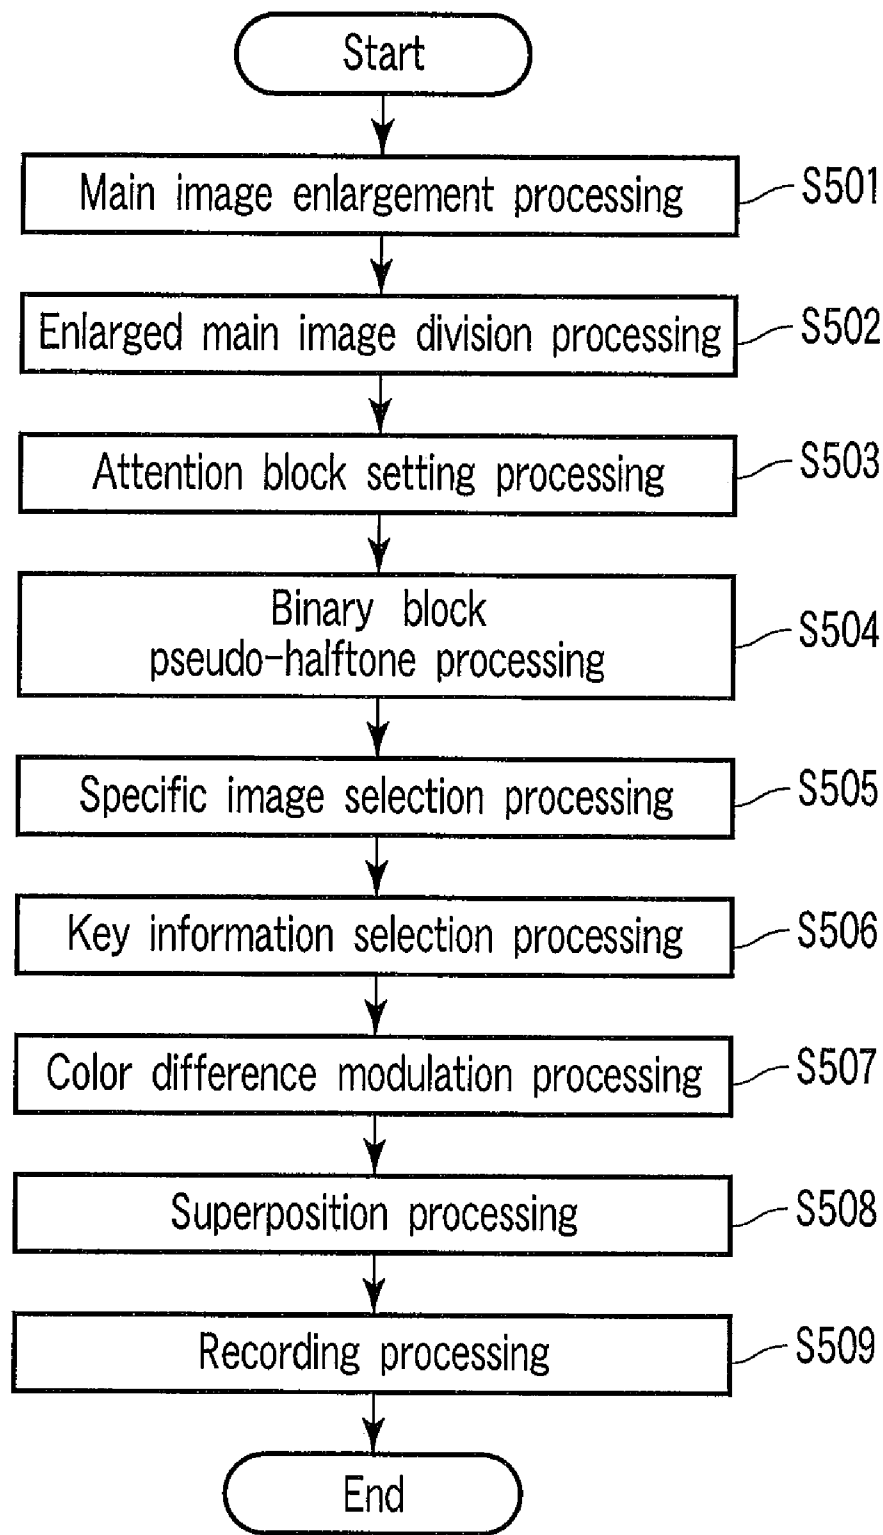 Start
Main image enlargement processing
S501
Enlarged main image division processing
S502
Attention block setting processing
S503
Binary block
pseudo-halftone processing
S504
Specific image selection processing
S505
Key information selection processing
S506
Color difference modulation processing
S507
Superposition processing
S508
Recording processing
S509
End